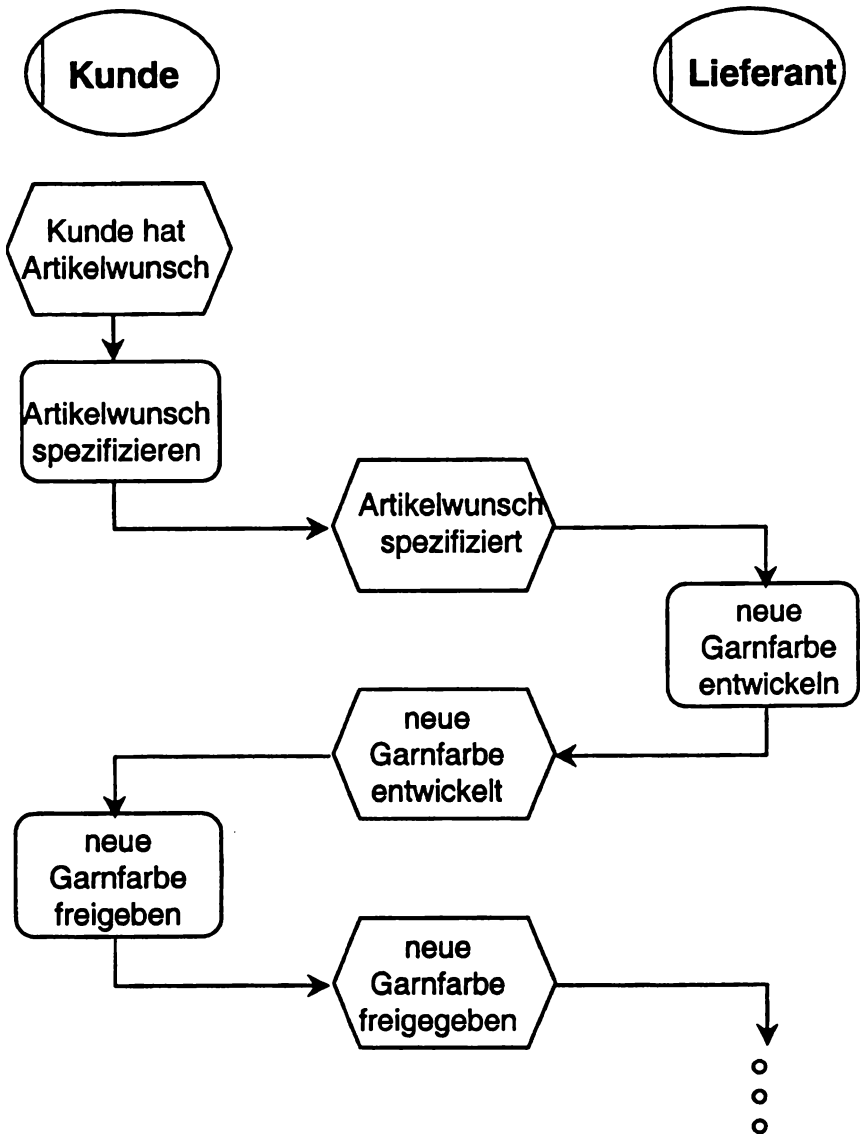 Kunde
Lieferant
Kunde hat
Artikelwunsch
Artikelwunsch
spezifizieren
Artikelwunsch
spezifiziert
neue
Garnfarbe
entwickeln
neue
Garnfarbe
entwickelt
neue
Garnfarbe
freigeben
neue
Garnfarbe
freigegeben